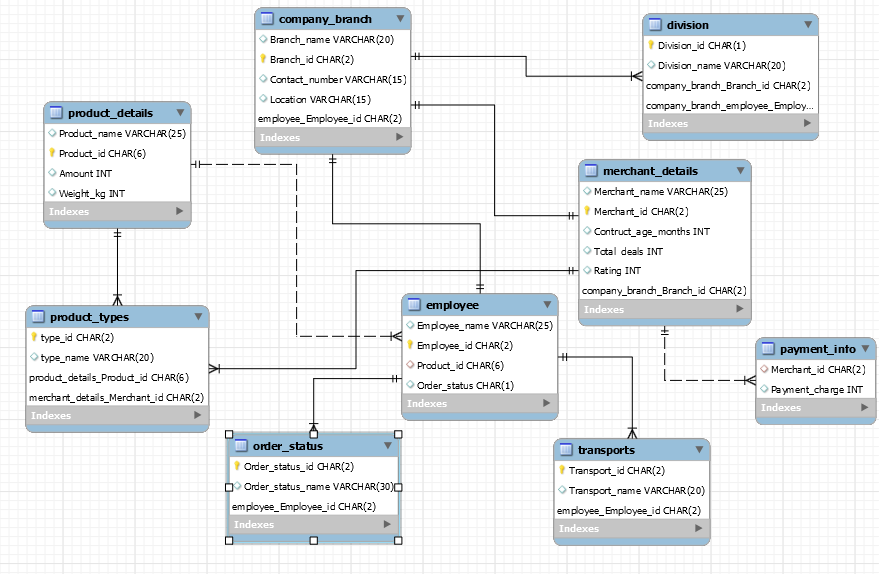 company_branch
Branch_name VARCHAR(20)
Branch_id CHAR(2)
Contact_number VARCHAR(15)
Location VARCHAR(15)
employee_Employee_id CHAR(2)
Indexes
division
Division_id CHAR(1)
Division_name VARCHAR(20)
company_branch_Branch_id CHAR(2)
company_branch_employee_Employ...
Indexes
product_details
Product_name VARCHAR(25)
Product_id CHAR(6)
Amount INT
Weight_kg INT
Indexes
merchant_details
Merchant_name VARCHAR(25)
Merchant_id CHAR(2)
Contruct_age_months INT
Total_deals INT
Rating INT
company_branch_Branch_id CHAR(2)
Indexes
product_types
type_id CHAR(2)
type_name VARCHAR(20)
product_details_Product_id CHAR(6)
merchant_details_Merchant_id CHAR(2)
Indexes
employee
Employee_name VARCHAR(25)
Employee_id CHAR(2)
Product_id CHAR(6)
Order_status CHAR(1)
Indexes
payment_info
Merchant_id CHAR(2)
Payment_charge INT
Indexes
order_status
Order_status_id CHAR(2)
Order_status_name VARCHAR(30)
employee_Employee_id CHAR(2)
Indexes
transports
Transport_id CHAR(2)
Transport_name VARCHAR(20)
employee_Employee_id CHAR(2)
Indexes